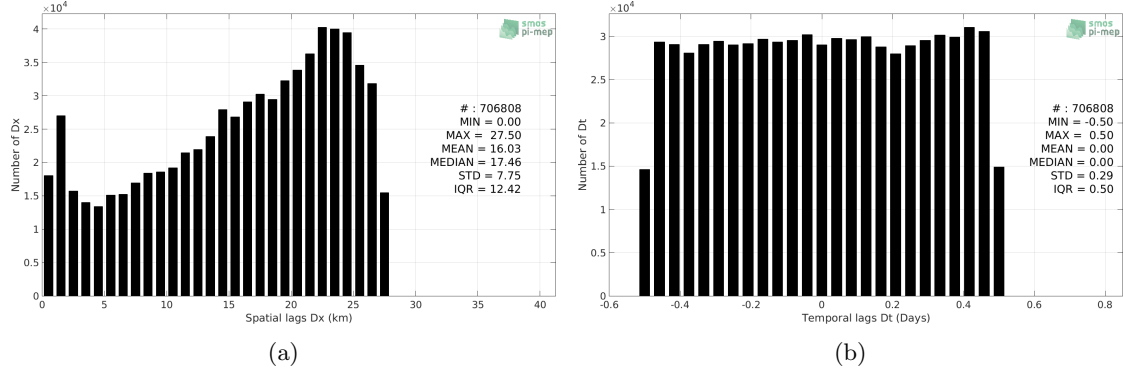 ×10⁴
4
3.5
3
2.5
2
1.5
1
0.5
0
0 5 10 15 20 25 30 35 40
Number of Dx
Spatial lags Dx (km)
smos
pi-mep
# : 706808
MIN = 0.00
MAX = 27.50
MEAN = 16.03
MEDIAN = 17.46
STD = 7.75
IQR = 12.42
(a)
×10⁴
3
2.5
2
1.5
1
0.5
0
-0.6 -0.4 -0.2 0 0.2 0.4 0.6 0.8
Number of Dt
Temporal lags Dt (Days)
smos
pi-mep
# : 706808
MIN = -0.50
MAX = 0.50
MEAN = 0.00
MEDIAN = 0.00
STD = 0.29
IQR = 0.50
(b)